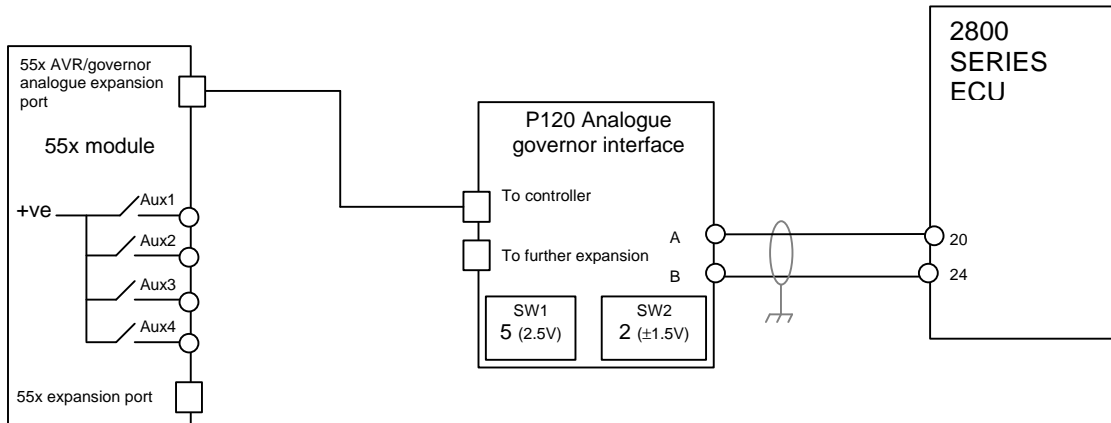 55x AVR/governor
analogue expansion
port
55x module
+ve
Aux1
Aux2
Aux3
Aux4
55x expansion port
P120 Analogue
governor interface
To controller
To further expansion
A
B
SW1
5 (2.5V)
SW2
2 (±1.5V)
2800
SERIES
ECU
20
24